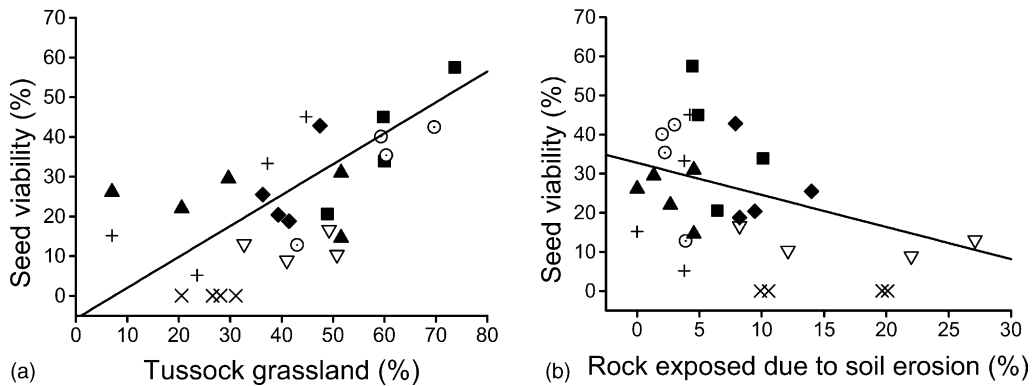 70
60
50
40
30
20
10
0
Seed viability (%)
0 10 20 30 40 50 60 70 80
Tussock grassland (%)
(a)
70
60
50
40
30
20
10
0
Seed viability (%)
0 5 10 15 20 25 30
Rock exposed due to soil erosion (%)
(b)